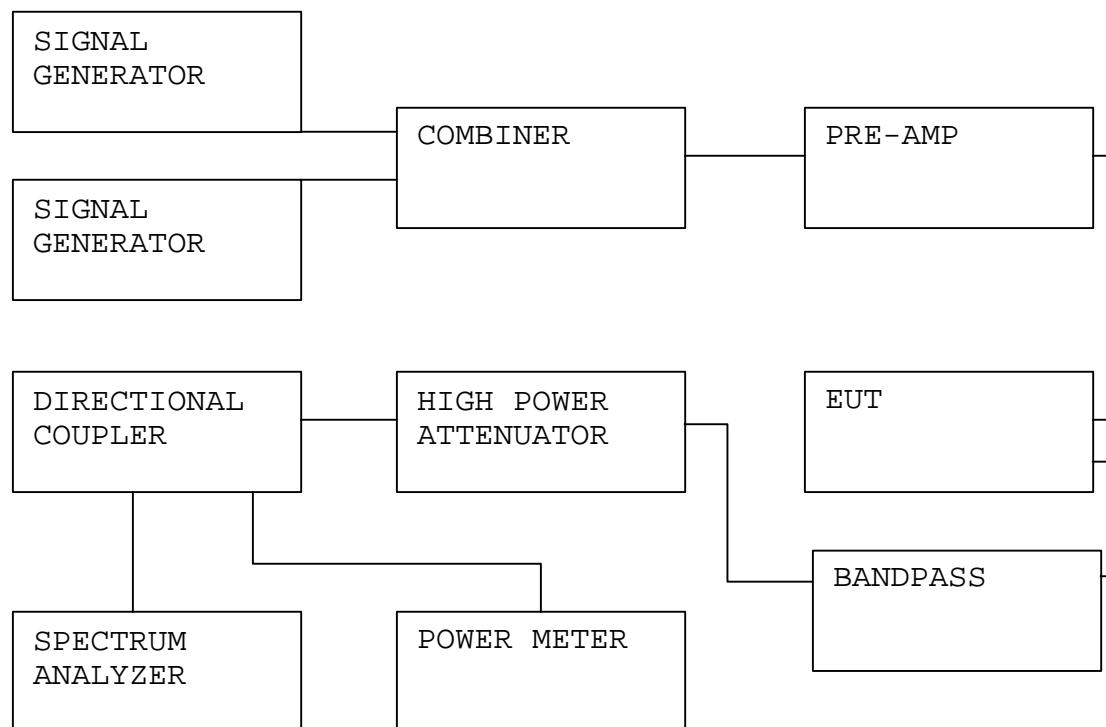 SIGNAL
GENERATOR
COMBINER
PRE-AMP
SIGNAL
GENERATOR
DIRECTIONAL
COUPLER
HIGH POWER
ATTENUATOR
EUT
BANDPASS
SPECTRUM
ANALYZER
POWER METER